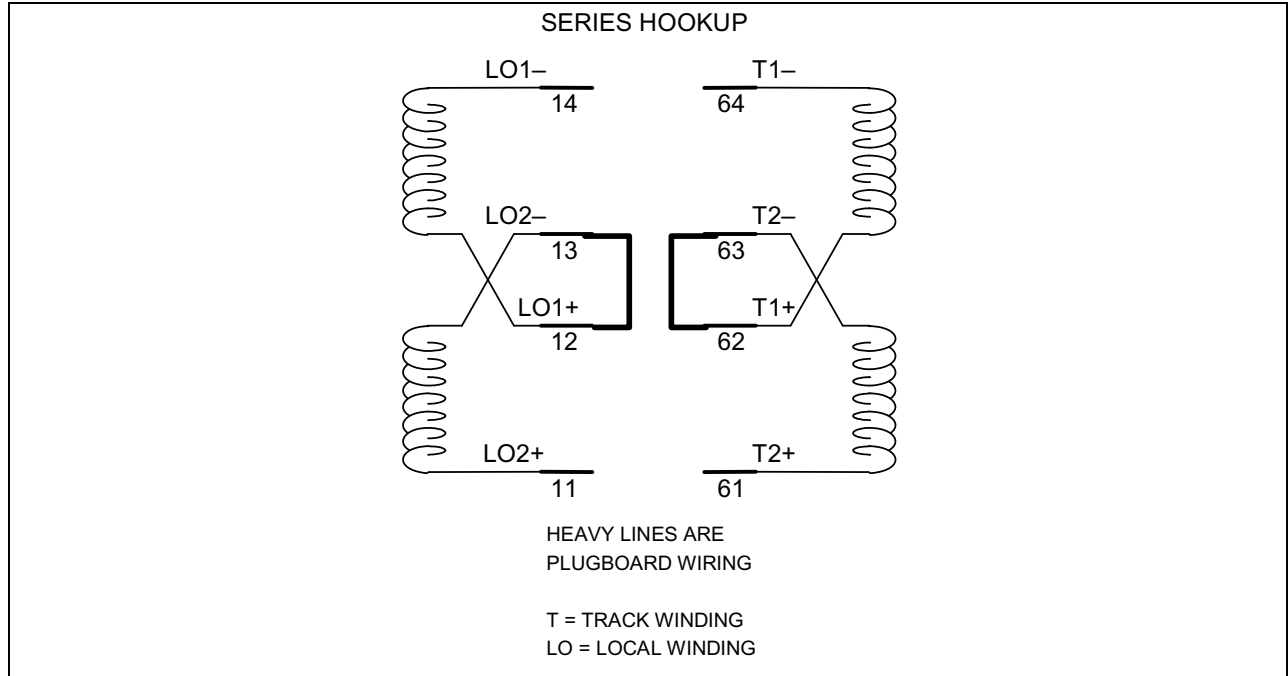 SERIES HOOKUP
LO1– T1–
14 64
LO2– T2–
13 63
LO1+ T1+
12 62
LO2+ T2+
11 61
HEAVY LINES ARE
PLUGBOARD WIRING
T = TRACK WINDING
LO = LOCAL WINDING